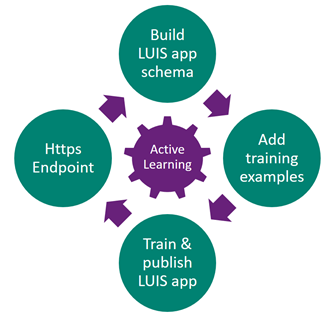 Build
LUIS app
schema
Add
training
examples
Train &
publish
LUIS app
Https
Endpoint
Active
Learning